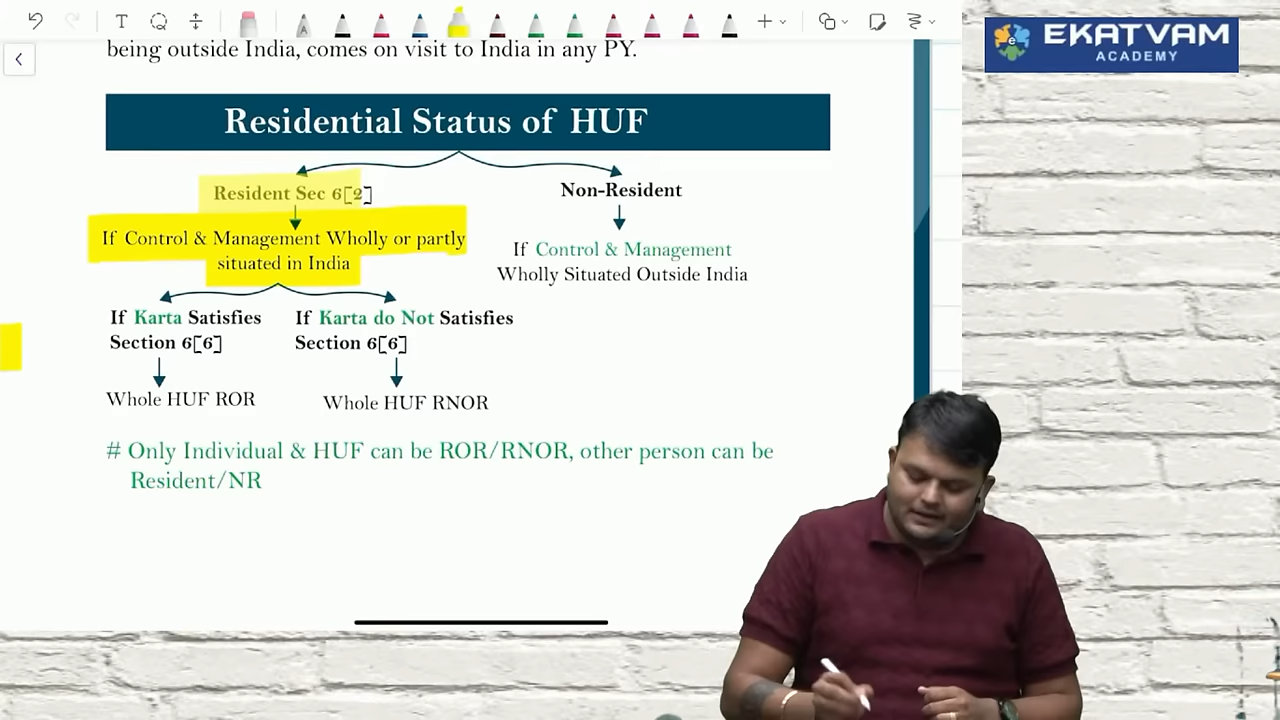 being outside India, comes on visit to India in any PY.
EKATVAM
ACADEMY
Residential Status of HUF
Resident Sec 6[2]
Non-Resident
If Control & Management Wholly or partly
situated in India
If Control & Management
Wholly Situated Outside India
If Karta Satisfies
Section 6[6]
If Karta do Not Satisfies
Section 6[6]
Whole HUF ROR
Whole HUF RNOR
# Only Individual & HUF can be ROR/RNOR, other person can be
Resident/NR